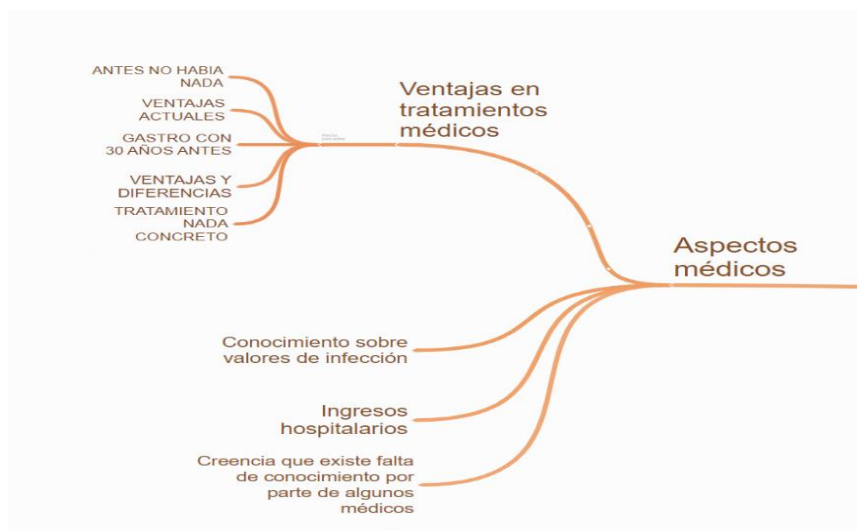 ANTES NO HABIA
NADA
VENTAJAS
ACTUALES
GASTRO CON
30 AÑOS ANTES
VENTAJAS Y
DIFERENCIAS
TRATAMIENTO
NADA
CONCRETO
Ventajas en
tratamientos
médicos
Aspectos
médicos
Conocimiento sobre
valores de infección
Ingresos
hospitalarios
Creencia que existe falta
de conocimiento por
parte de algunos
médicos